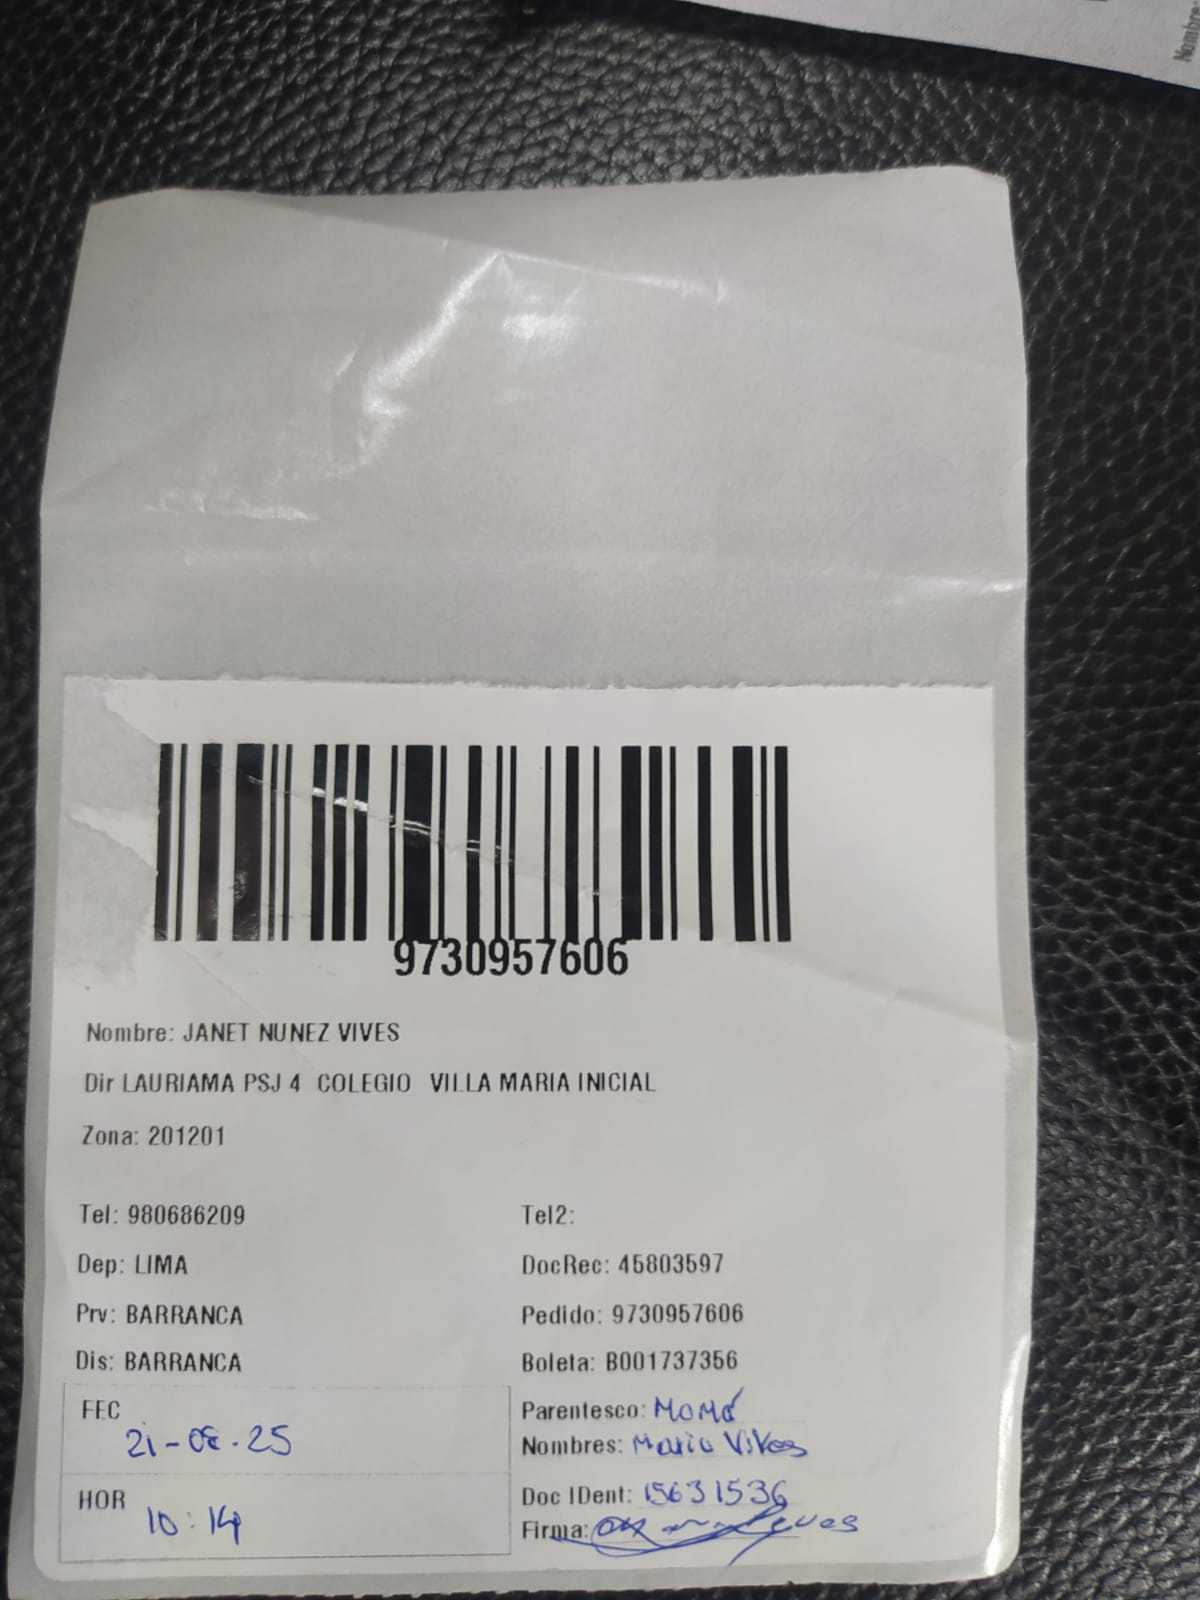 Nombre:
9730957606
Nombre: JANET NUNEZ VIVES
Dir LAURIAMA PSJ 4 COLEGIO VILLA MARIA INICIAL
Zona: 201201
Tel: 980686209
Tel2:
Dep: LIMA
DocRec: 45803597
Prv: BARRANCA
Pedido: 9730957606
Dis: BARRANCA
Boleta: B001737356
FEC
21-08-25
Parentesco: MaMá
Nombres: Maria Vives
HOR
10:14
Doc IDent: 15631536
Firma: